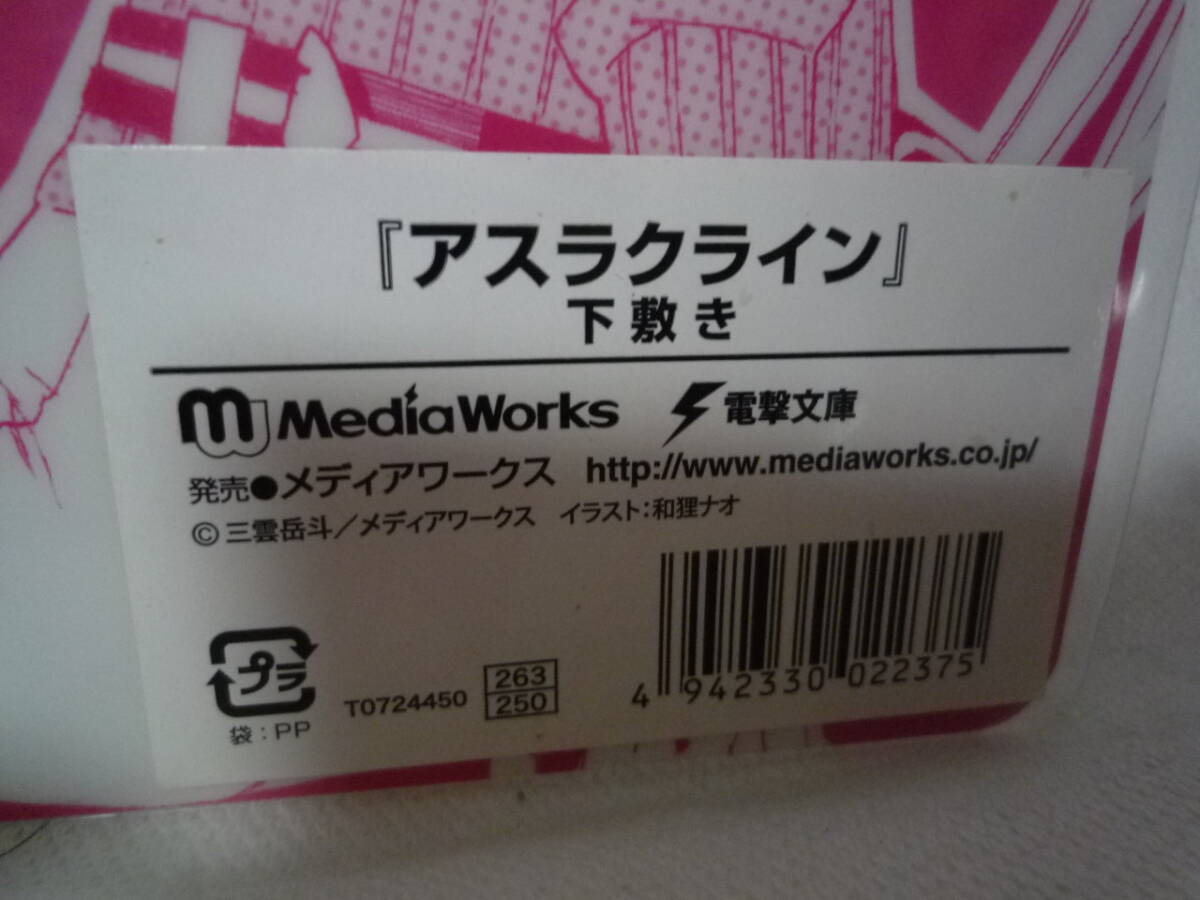 『アスラクライン』
下敷き
MediaWorks 電撃文庫
発売●メディアワークス http://www.mediaworks.co.jp/
©三雲岳斗／メディアワークス イラスト：和狸ナオ
プラ
袋：PP
T0724450
263
250
4 942330 022375